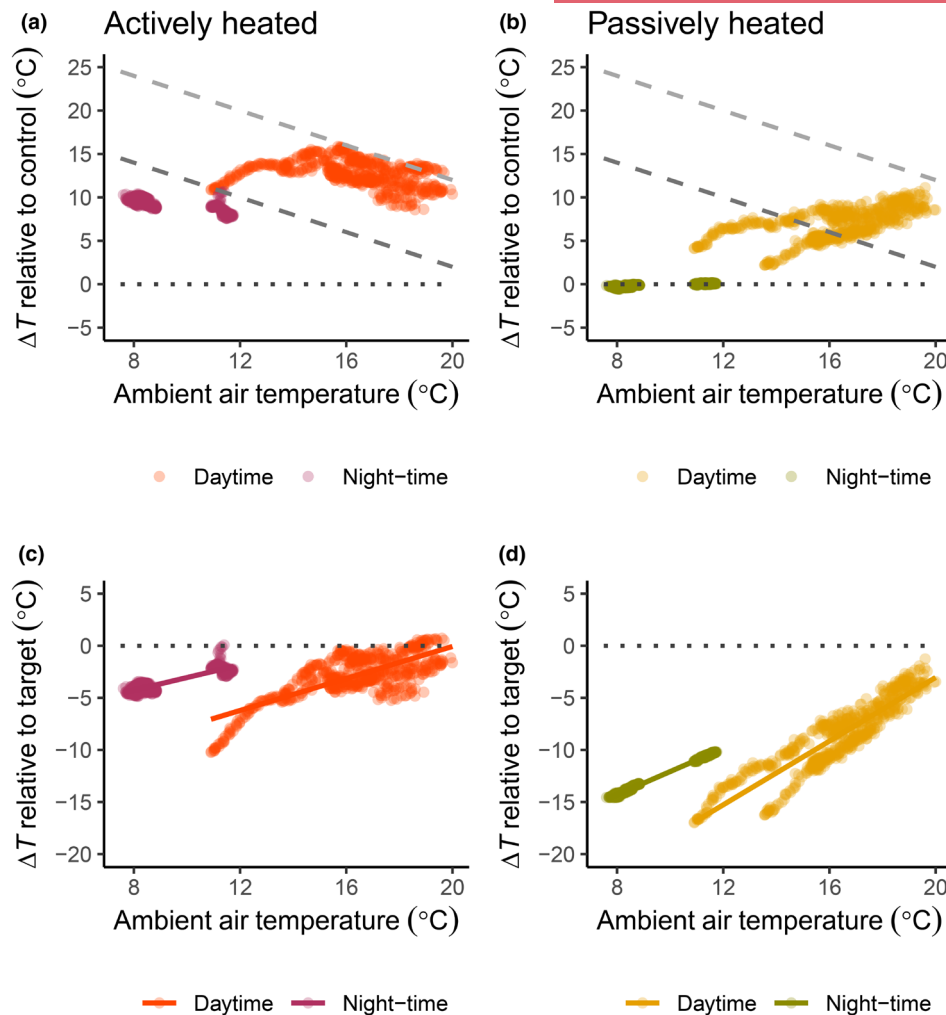 (a) Actively heated
ΔT relative to control (°C)
25
20
15
10
5
0
−5
8 12 16 20
Ambient air temperature (°C)
Daytime Night−time
(b) Passively heated
ΔT relative to control (°C)
25
20
15
10
5
0
−5
8 12 16 20
Ambient air temperature (°C)
Daytime Night−time
(c)
ΔT relative to target (°C)
5
0
−5
−10
−15
−20
8 12 16 20
Ambient air temperature (°C)
Daytime Night−time
(d)
ΔT relative to target (°C)
5
0
−5
−10
−15
−20
8 12 16 20
Ambient air temperature (°C)
Daytime Night−time